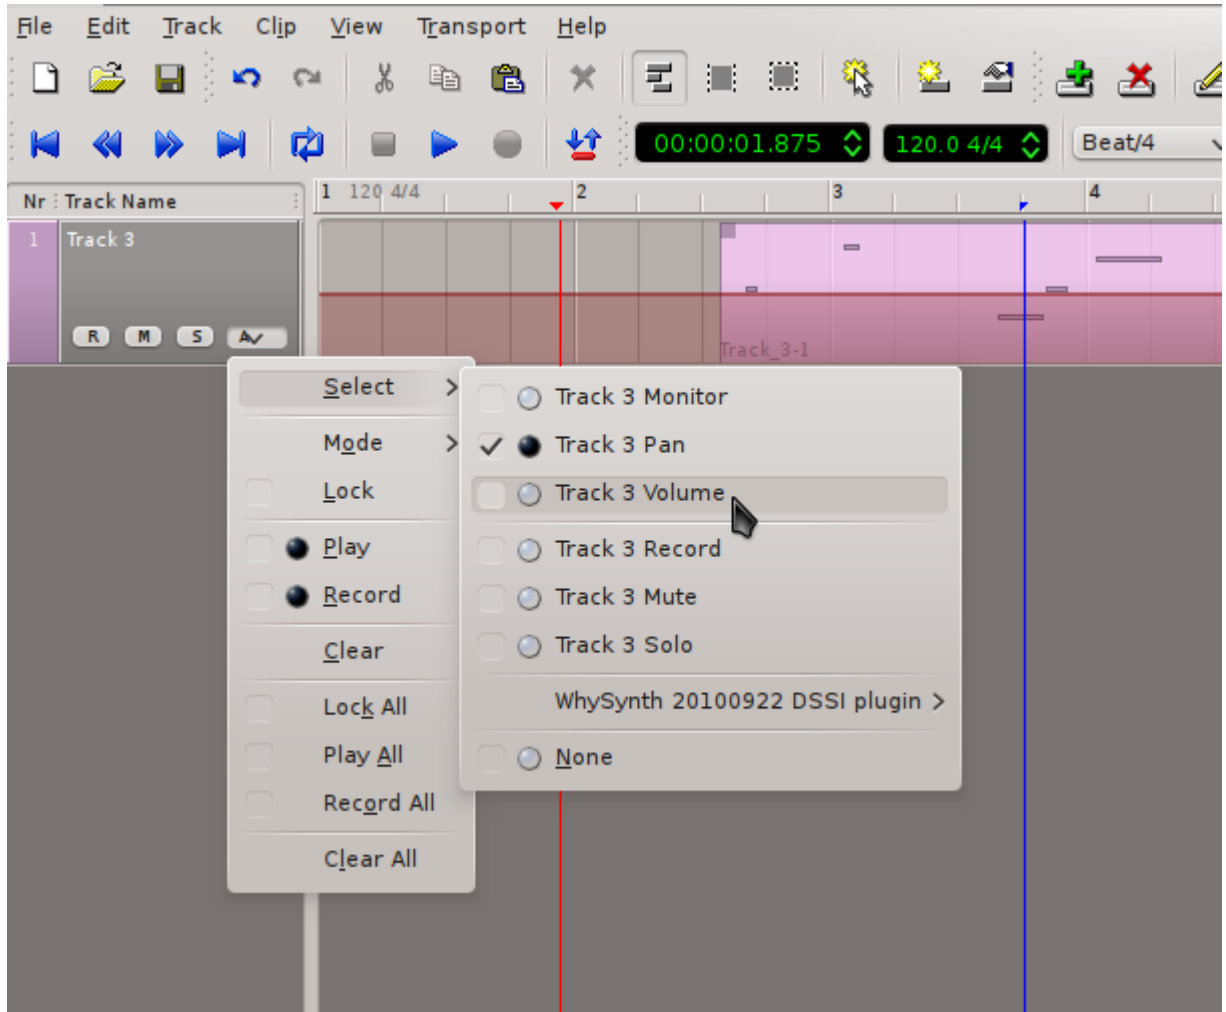 File Edit Track Clip View Transport Help
00:00:01.875 120.0 4/4 Beat/4
Nr Track Name
1 120 4/4 2 3 4
1 Track 3
R M S A
Track_3-1
Select
Mode
Lock
Play
Record
Clear
Lock All
Play All
Record All
Clear All
Track 3 Monitor
Track 3 Pan
Track 3 Volume
Track 3 Record
Track 3 Mute
Track 3 Solo
WhySynth 20100922 DSSI plugin
None